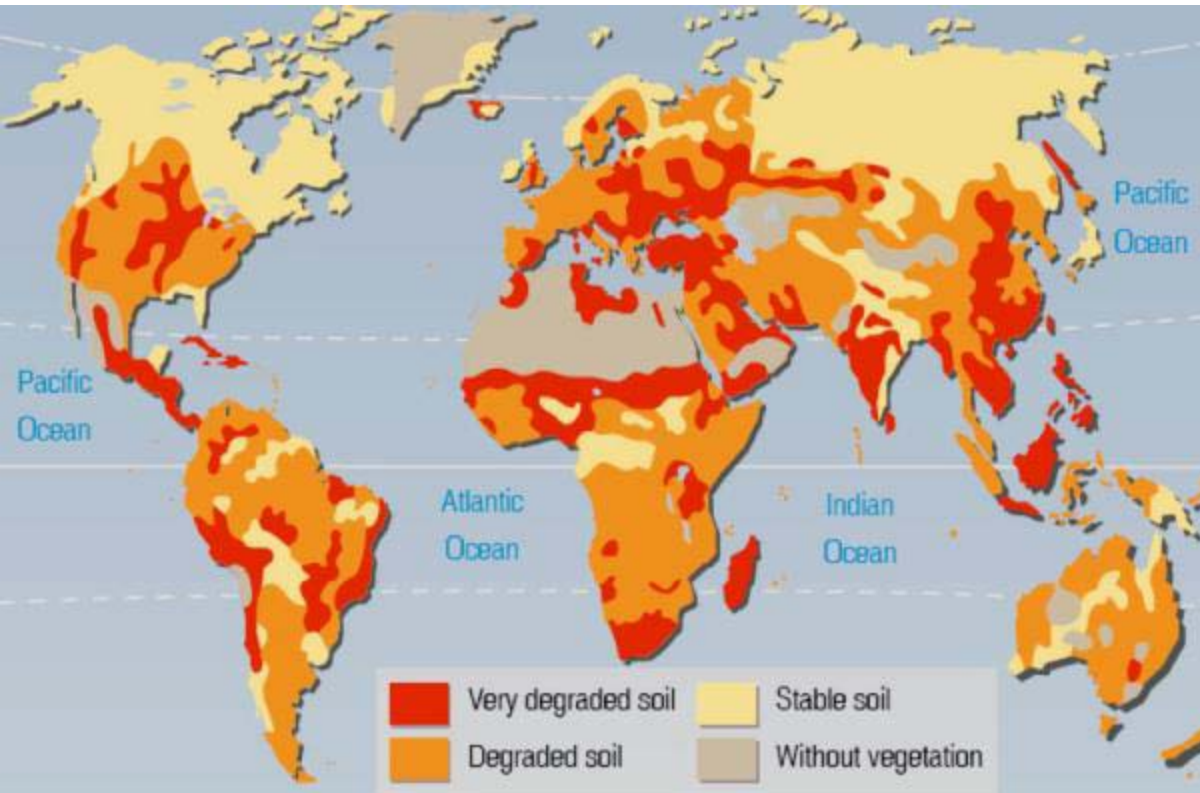 Pacific
Ocean
Pacific
Ocean
Atlantic
Ocean
Indian
Ocean
Very degraded soil
Stable soil
Degraded soil
Without vegetation